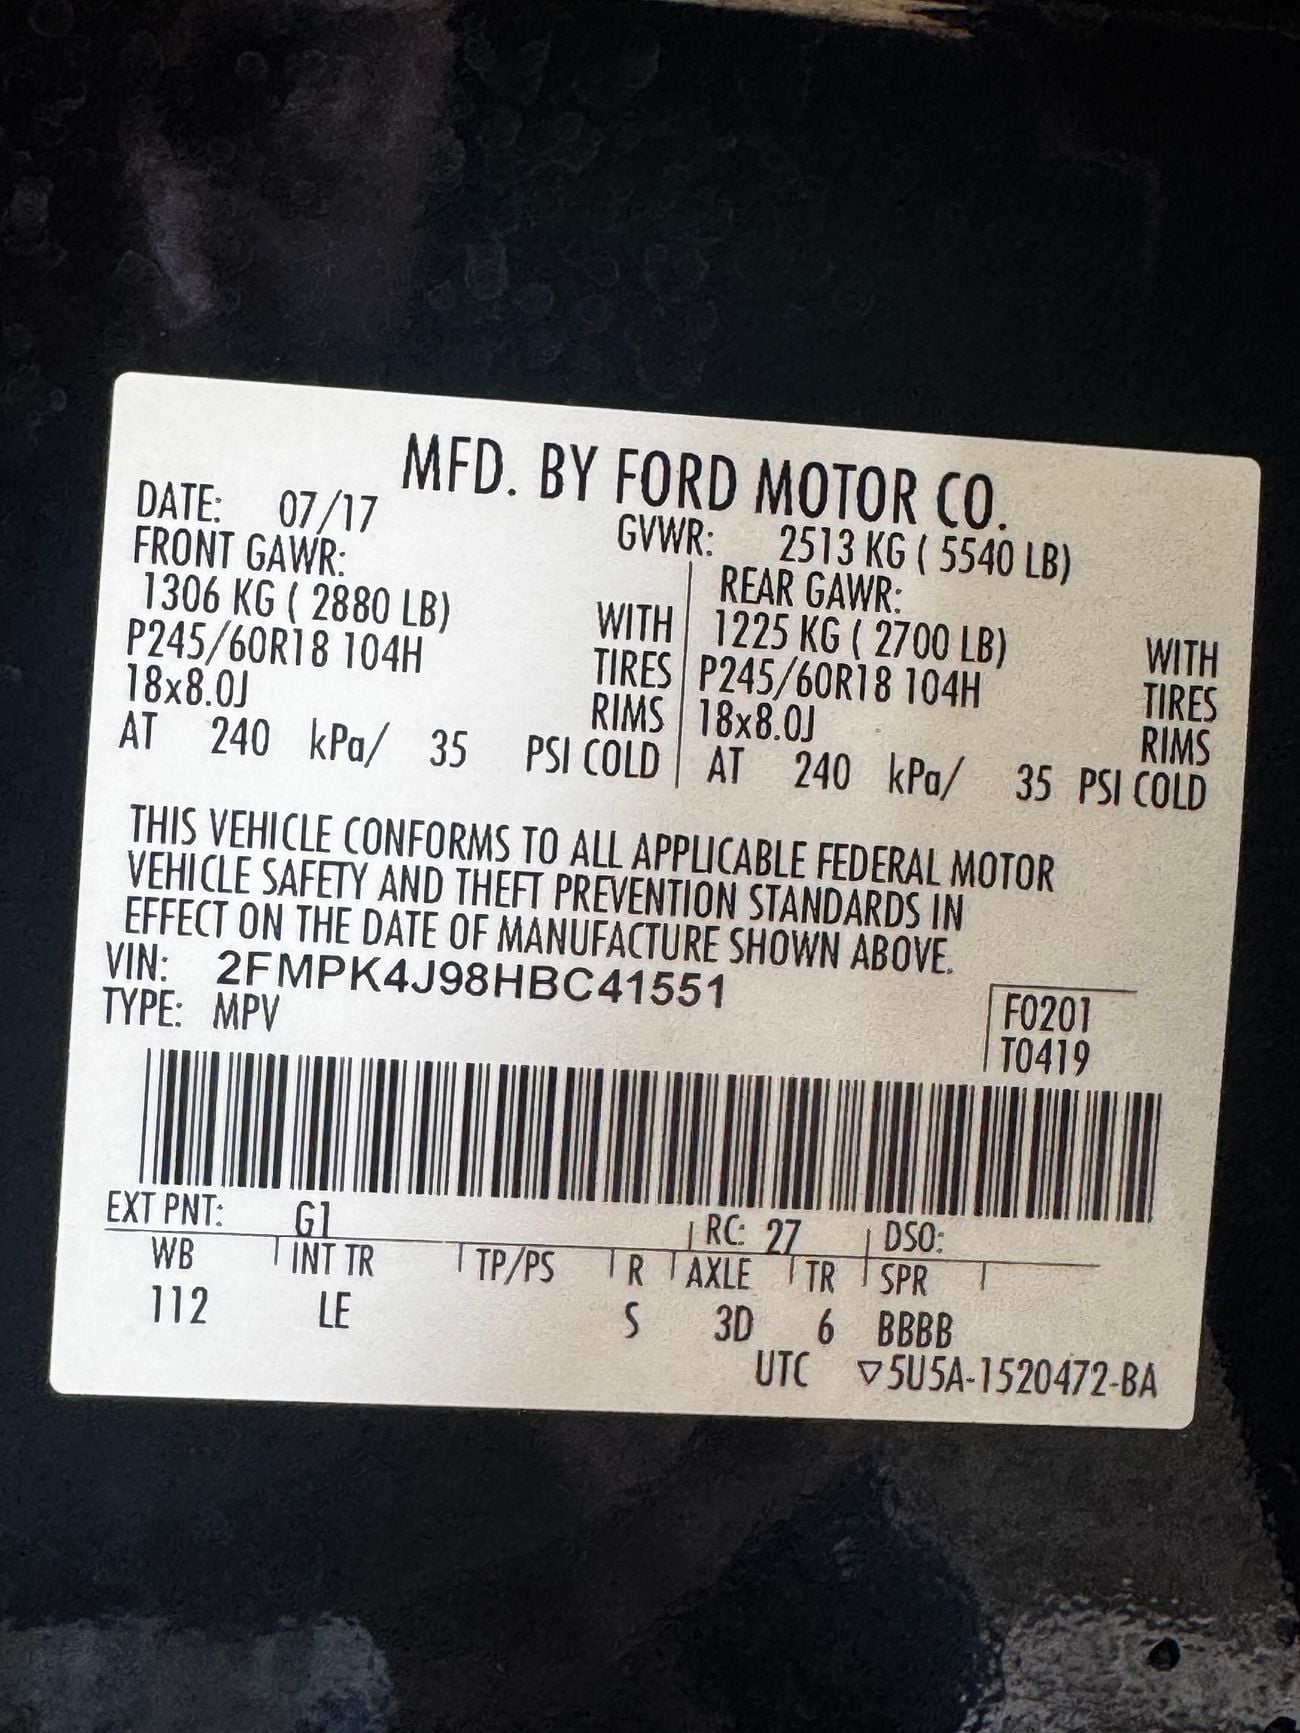 MFD. BY FORD MOTOR CO.
DATE: 07/17 GVWR: 2513 KG ( 5540 LB)
FRONT GAWR: REAR GAWR:
1306 KG ( 2880 LB) WITH 1225 KG ( 2700 LB) WITH
P245/60R18 104H TIRES P245/60R18 104H TIRES
18x8.0J RIMS 18x8.0J RIMS
AT 240 kPa/ 35 PSI COLD AT 240 kPa/ 35 PSI COLD
THIS VEHICLE CONFORMS TO ALL APPLICABLE FEDERAL MOTOR
VEHICLE SAFETY AND THEFT PREVENTION STANDARDS IN
EFFECT ON THE DATE OF MANUFACTURE SHOWN ABOVE.
VIN: 2FMPK4J98HBC41551
TYPE: MPV F0201
T0419
EXT PNT: G1 RC: 27 DSO:
WB INT TR TP/PS R AXLE TR SPR
112 LE S 3D 6 BBBB
UTC ▽5U5A-1520472-BA